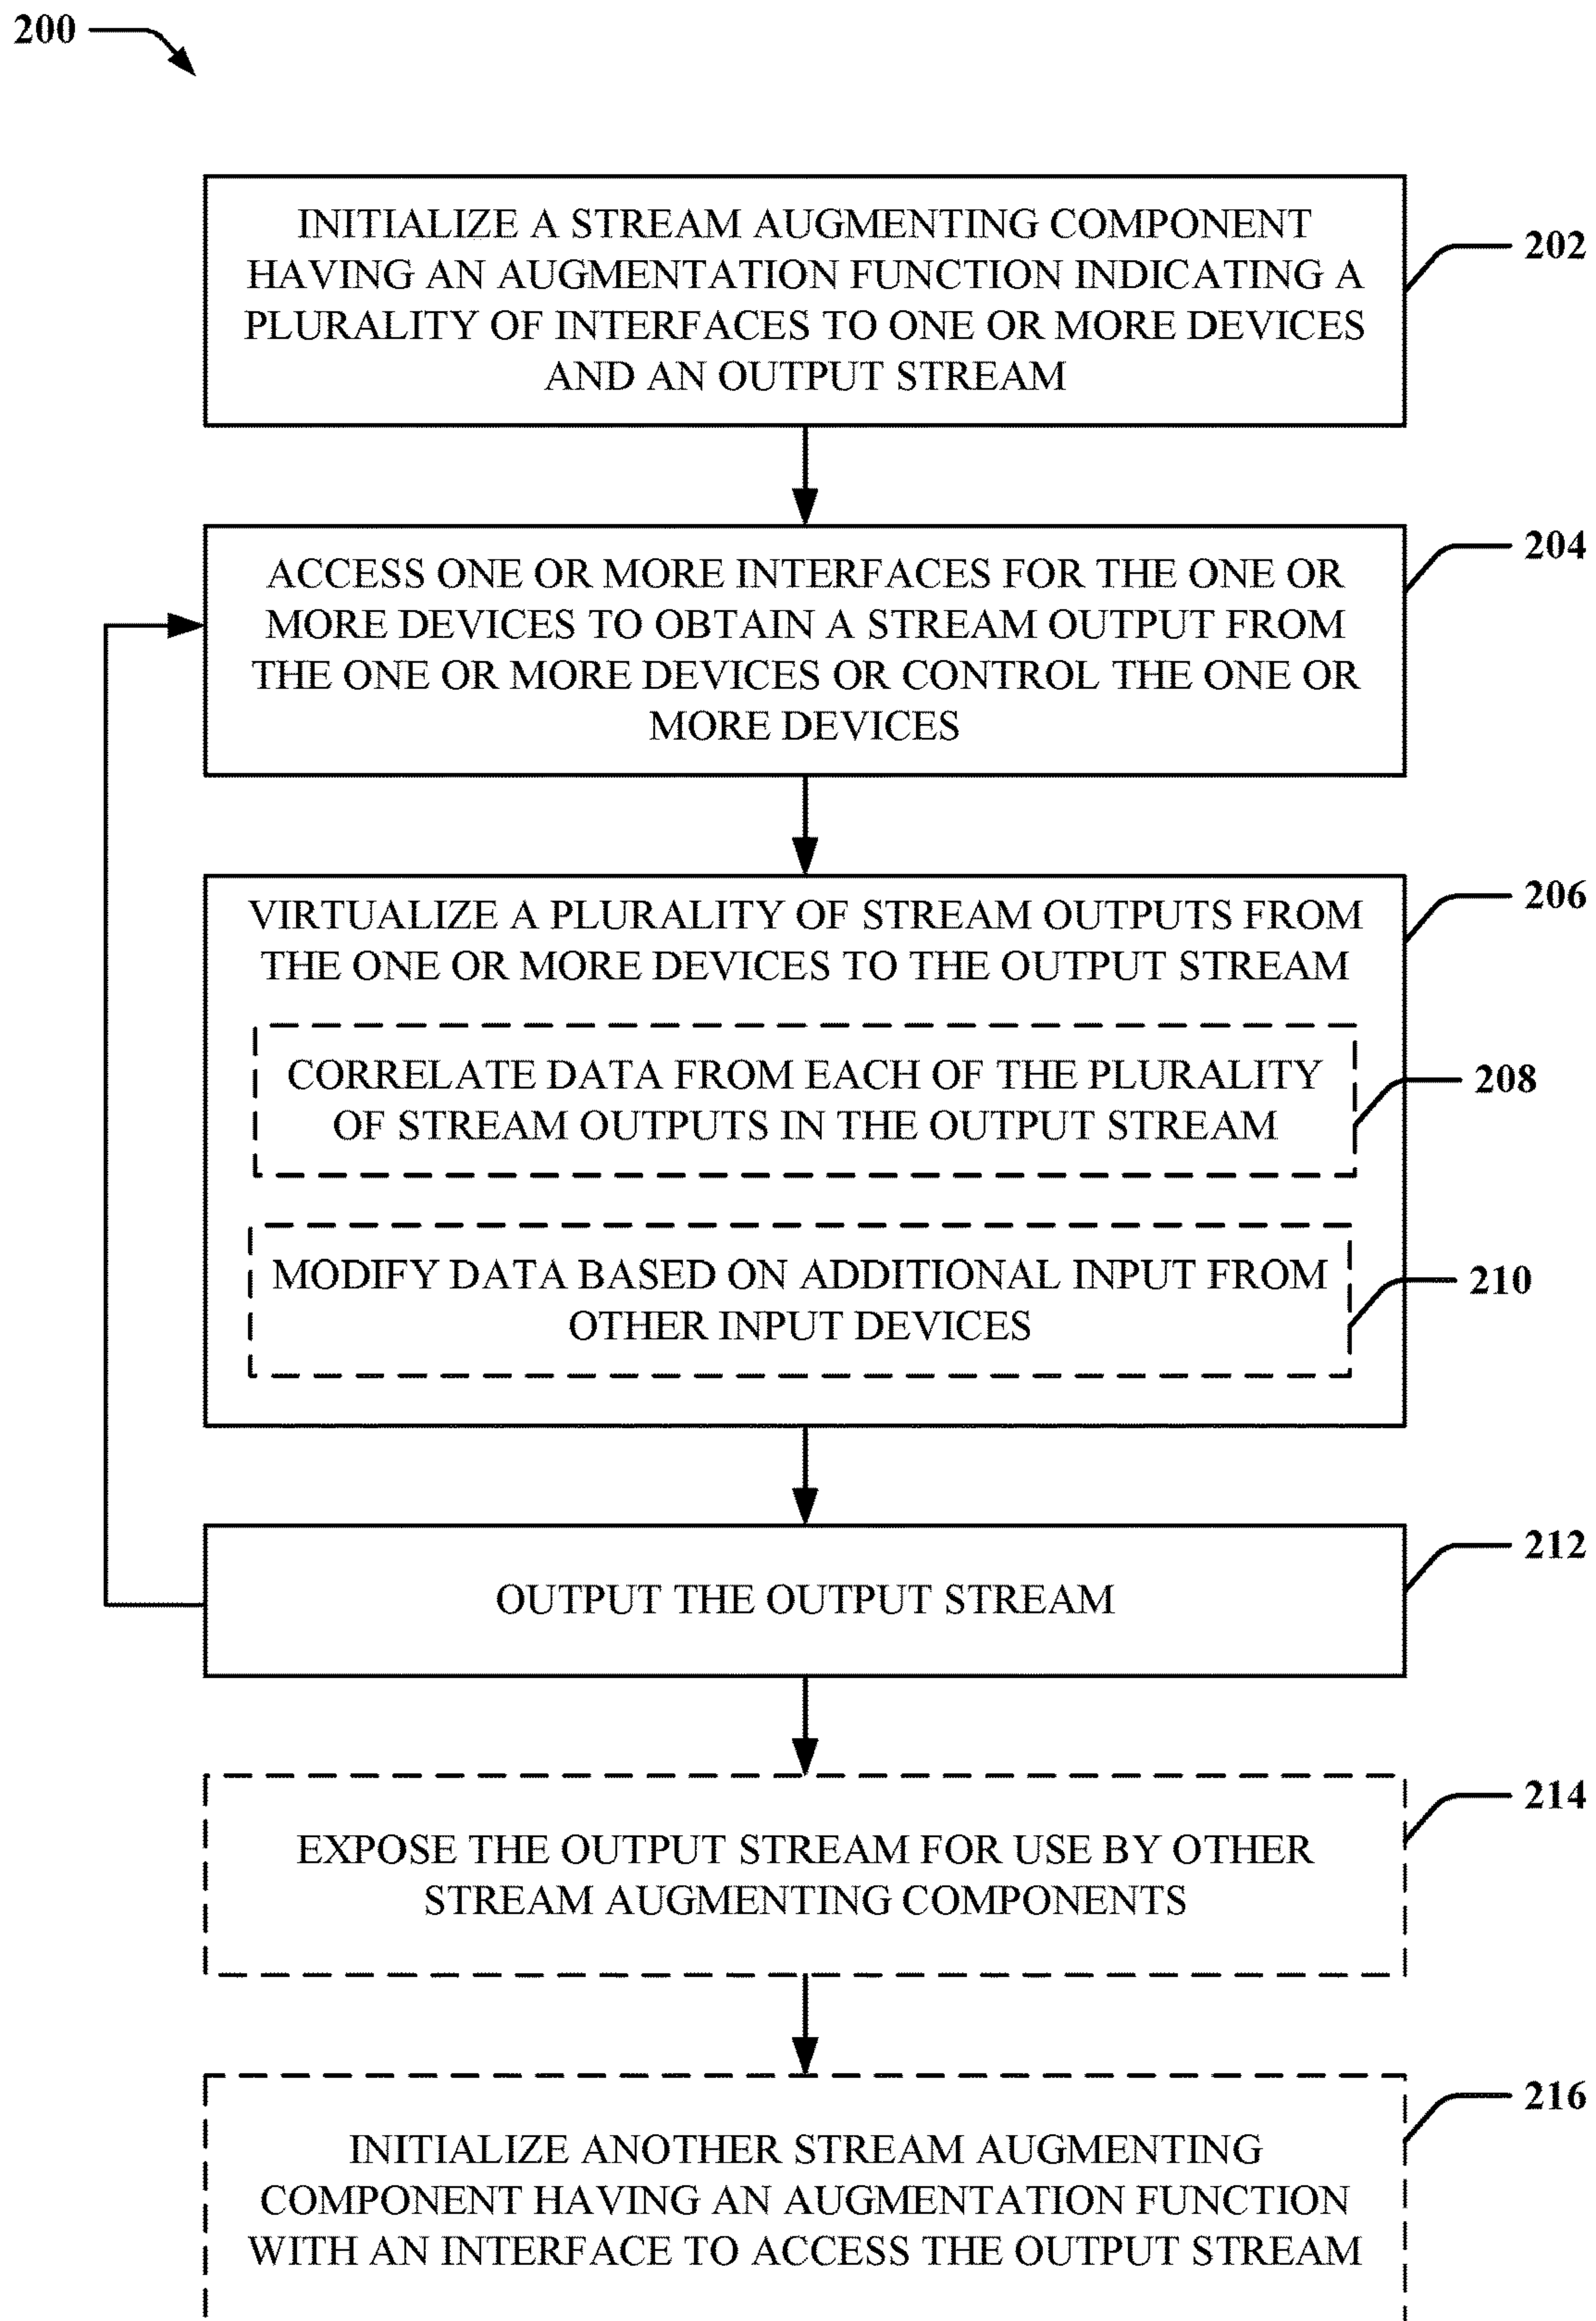 200
INITIALIZE A STREAM AUGMENTING COMPONENT
HAVING AN AUGMENTATION FUNCTION INDICATING A
PLURALITY OF INTERFACES TO ONE OR MORE DEVICES
AND AN OUTPUT STREAM
202
ACCESS ONE OR MORE INTERFACES FOR THE ONE OR
MORE DEVICES TO OBTAIN A STREAM OUTPUT FROM
THE ONE OR MORE DEVICES OR CONTROL THE ONE OR
MORE DEVICES
204
VIRTUALIZE A PLURALITY OF STREAM OUTPUTS FROM
THE ONE OR MORE DEVICES TO THE OUTPUT STREAM
206
CORRELATE DATA FROM EACH OF THE PLURALITY
OF STREAM OUTPUTS IN THE OUTPUT STREAM
208
MODIFY DATA BASED ON ADDITIONAL INPUT FROM
OTHER INPUT DEVICES
210
OUTPUT THE OUTPUT STREAM
212
EXPOSE THE OUTPUT STREAM FOR USE BY OTHER
STREAM AUGMENTING COMPONENTS
214
INITIALIZE ANOTHER STREAM AUGMENTING
COMPONENT HAVING AN AUGMENTATION FUNCTION
WITH AN INTERFACE TO ACCESS THE OUTPUT STREAM
216